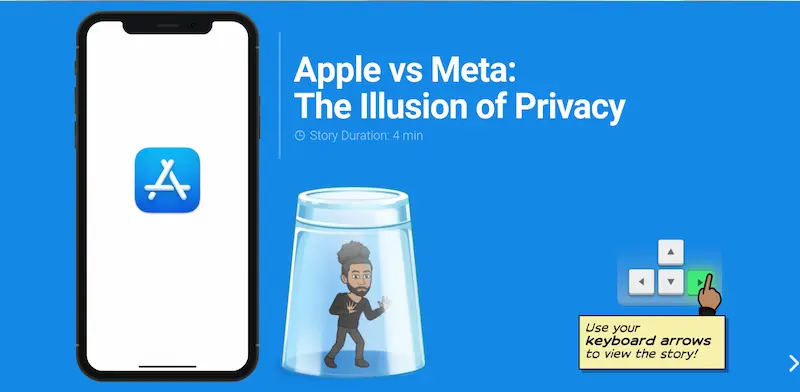 Apple vs Meta:
The Illusion of Privacy
Story Duration: 4 min
Use your
keyboard arrows
to view the story!